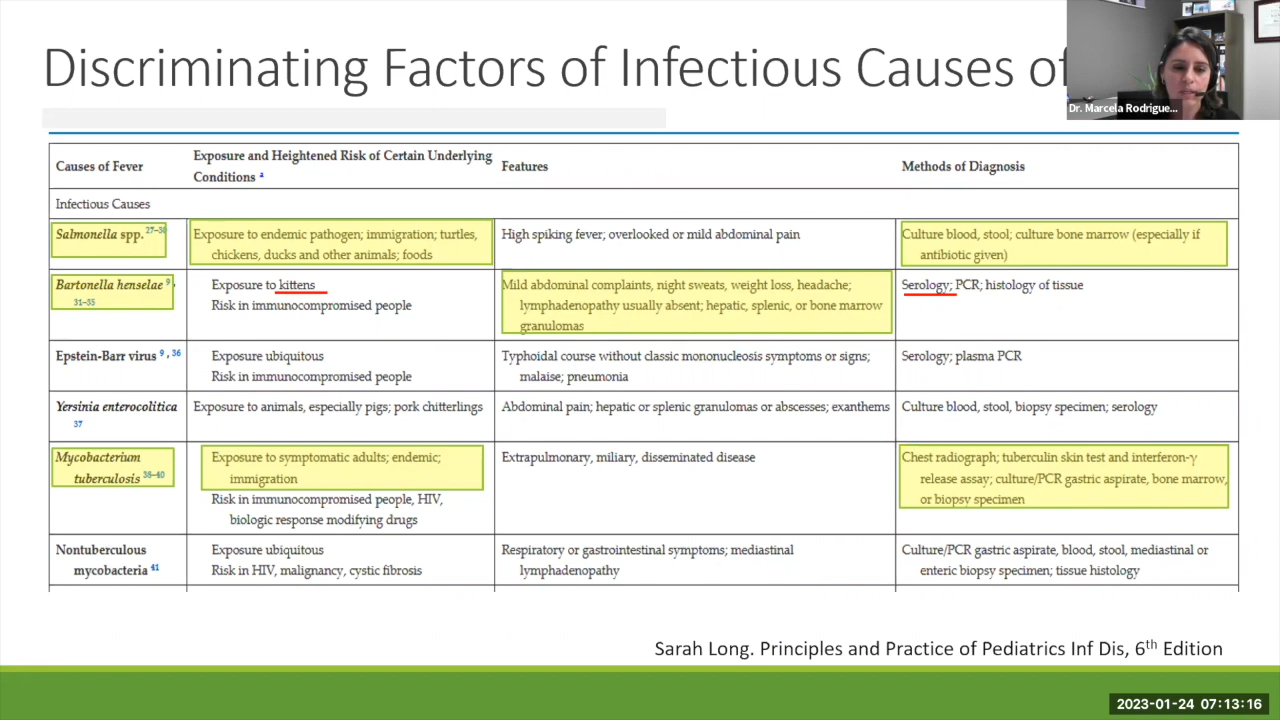 Discriminating Factors of Infectious Causes of
Dr. Marcela Rodrigue...
Causes of Fever
Exposure and Heightened Risk of Certain Underlying
Conditions a
Features
Methods of Diagnosis
Infectious Causes
Salmonella spp. 27–30
Exposure to endemic pathogen; immigration; turtles,
chickens, ducks and other animals; foods
High spiking fever; overlooked or mild abdominal pain
Culture blood, stool; culture bone marrow (especially if
antibiotic given)
Bartonella henselae 9,
31–35
Exposure to kittens
Risk in immunocompromised people
Mild abdominal complaints, night sweats, weight loss, headache;
lymphadenopathy usually absent; hepatic, splenic, or bone marrow
granulomas
Serology; PCR; histology of tissue
Epstein-Barr virus 9, 36
Exposure ubiquitous
Risk in immunocompromised people
Typhoidal course without classic mononucleosis symptoms or signs;
malaise; pneumonia
Serology; plasma PCR
Yersinia enterocolitica
37
Exposure to animals, especially pigs; pork chitterlings
Abdominal pain; hepatic or splenic granulomas or abscesses; exanthems
Culture blood, stool, biopsy specimen; serology
Mycobacterium
tuberculosis 38–40
Exposure to symptomatic adults; endemic;
immigration
Risk in immunocompromised people, HIV,
biologic response modifying drugs
Extrapulmonary, miliary, disseminated disease
Chest radiograph; tuberculin skin test and interferon-γ
release assay; culture/PCR gastric aspirate, bone marrow,
or biopsy specimen
Nontuberculous
mycobacteria 41
Exposure ubiquitous
Risk in HIV, malignancy, cystic fibrosis
Respiratory or gastrointestinal symptoms; mediastinal
lymphadenopathy
Culture/PCR gastric aspirate, blood, stool, mediastinal or
enteric biopsy specimen; tissue histology
Sarah Long. Principles and Practice of Pediatrics Inf Dis, 6th Edition
2023-01-24 07:13:16